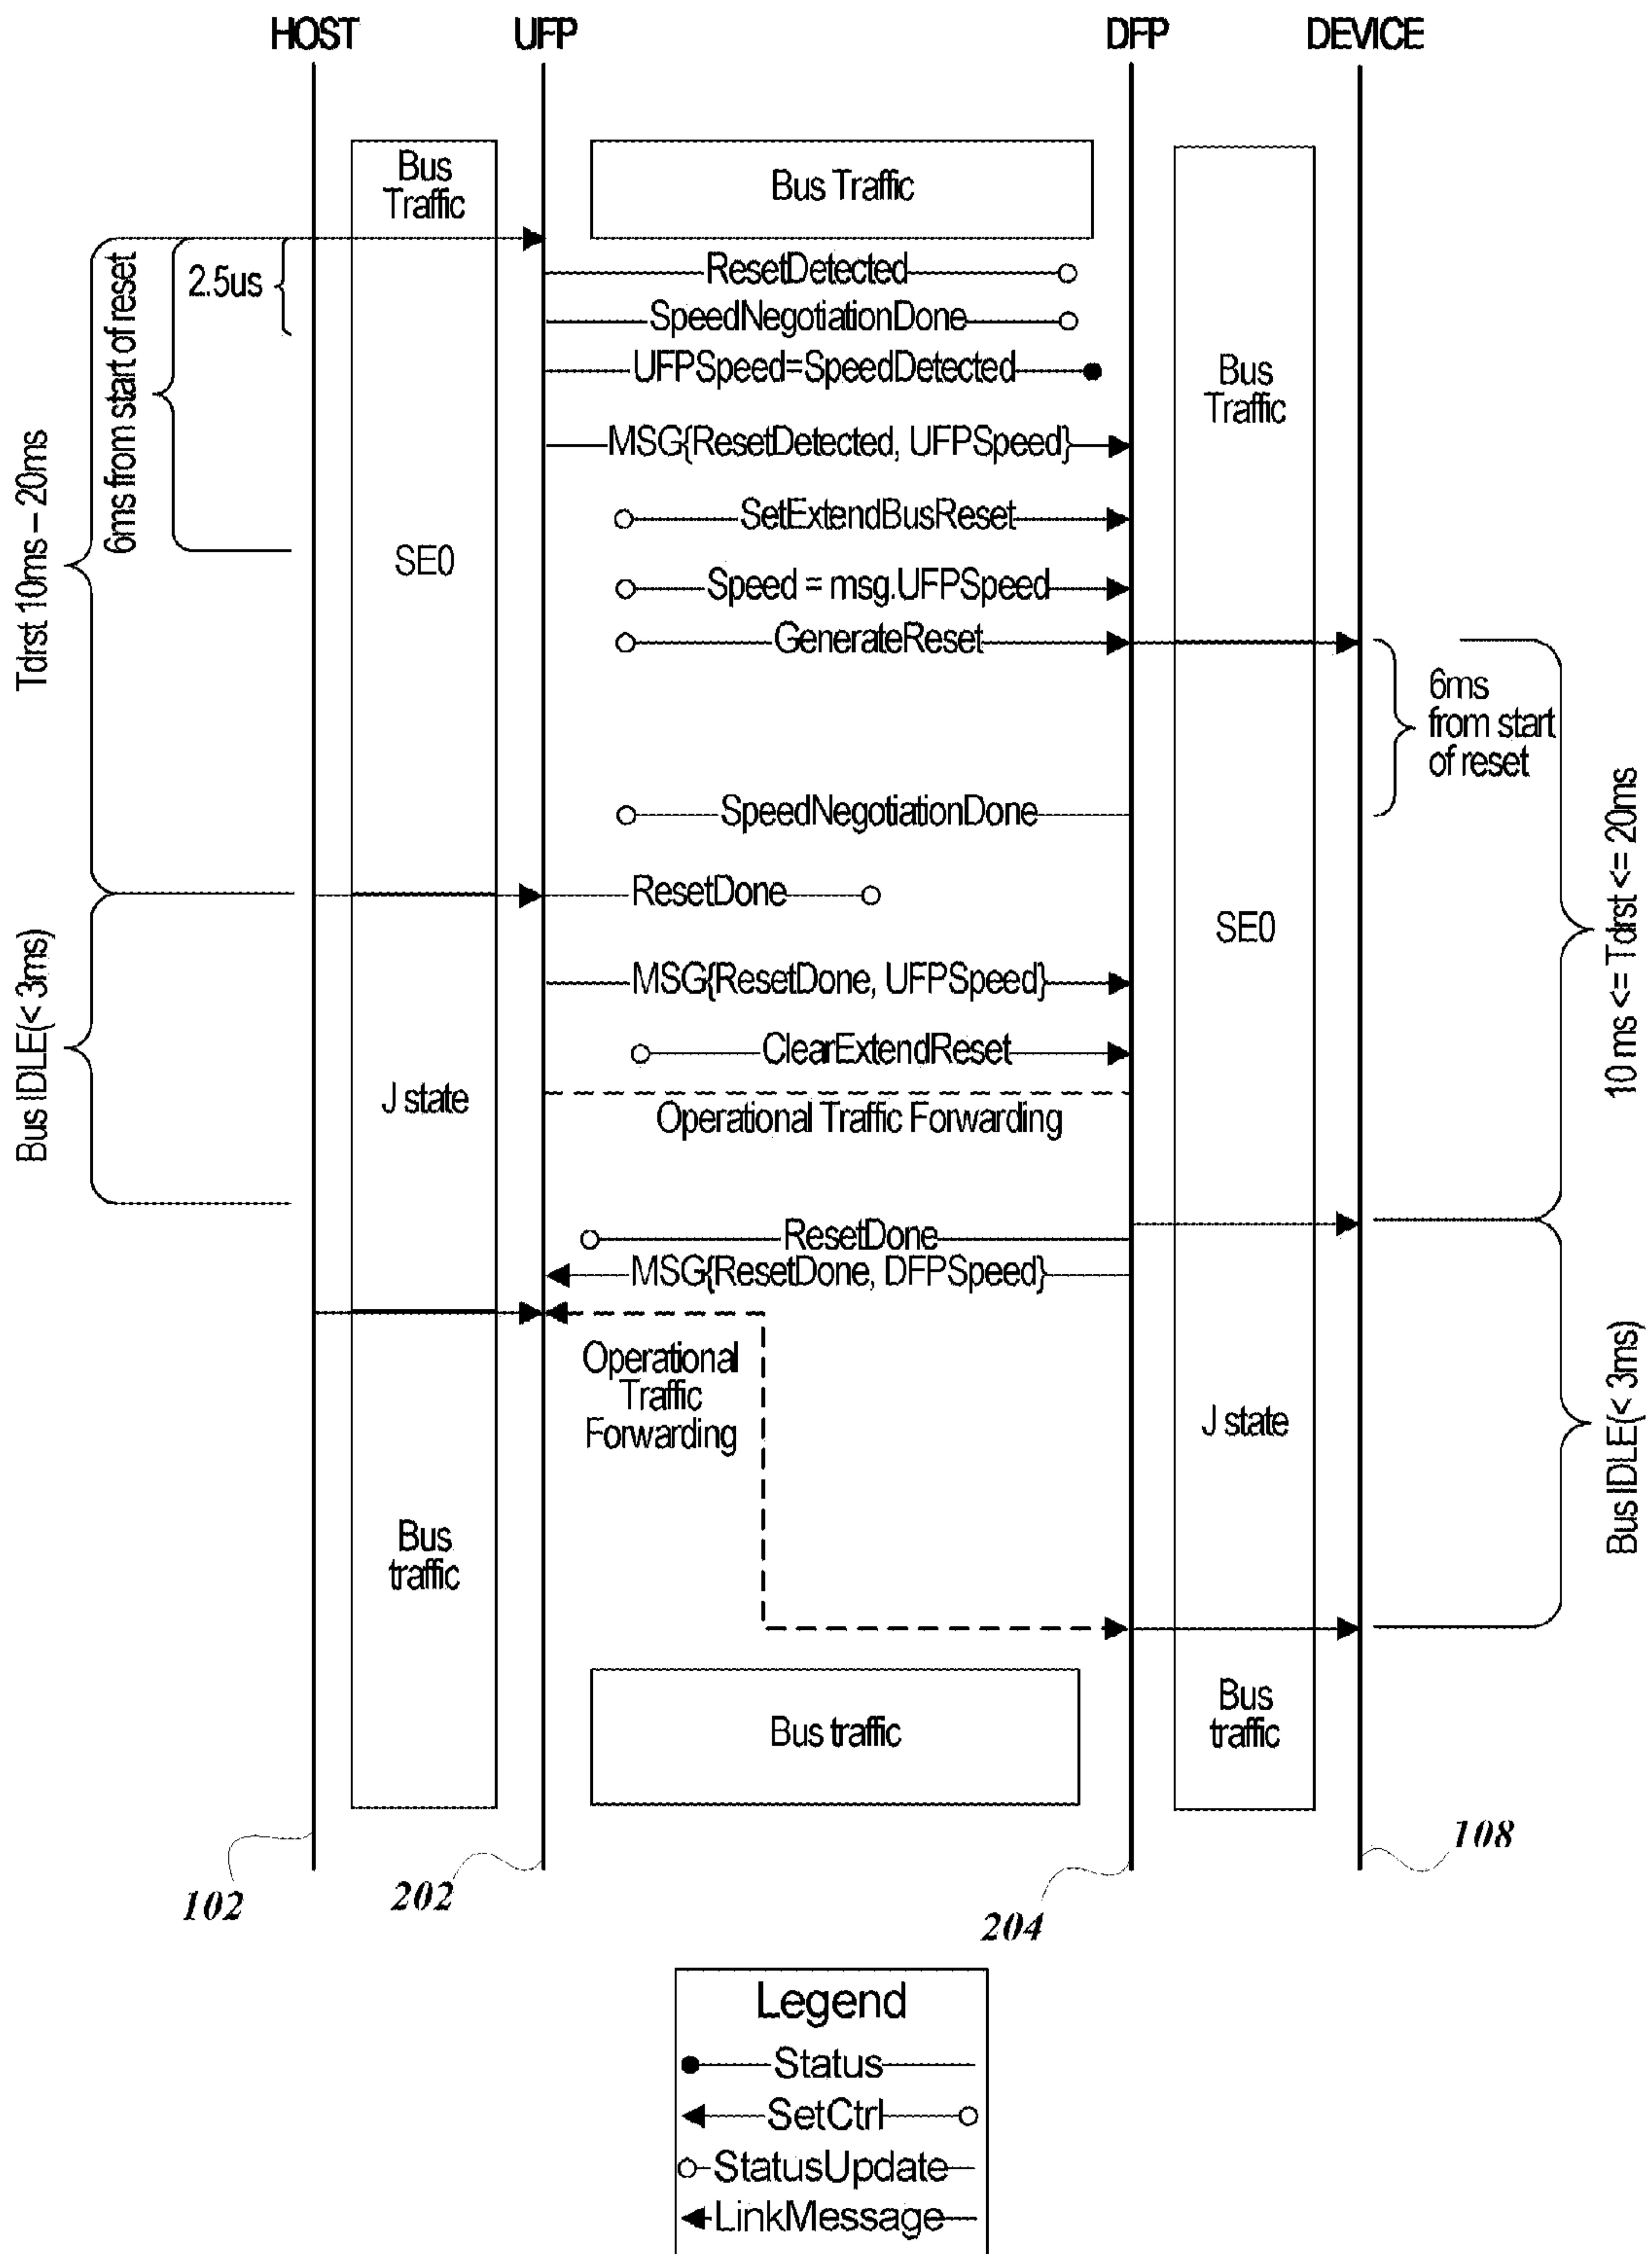 HOST
UFP
DFP
DEVICE
Bus
Traffic
Bus Traffic
2.5us
6ms from start of reset
Tdrst 10ms – 20ms
ResetDetected
SpeedNegotiationDone
UFPSpeed=SpeedDetected
Bus
Traffic
MSG{ResetDetected, UFPSpeed}
SetExtendBusReset
SE0
Speed = msg.UFPSpeed
GenerateReset
6ms
from start
of reset
SpeedNegotiationDone
10 ms <= Tdrst <= 20ms
ResetDone
SE0
MSG{ResetDone, UFPSpeed}
Bus IDLE(< 3ms)
ClearExtendReset
J state
Operational Traffic Forwarding
ResetDone
MSG{ResetDone, DFPSpeed}
Operational
Traffic
Forwarding
J state
Bus IDLE(< 3ms)
Bus
traffic
Bus traffic
Bus
traffic
102
202
204
108
Legend
Status
SetCtrl
StatusUpdate
LinkMessage